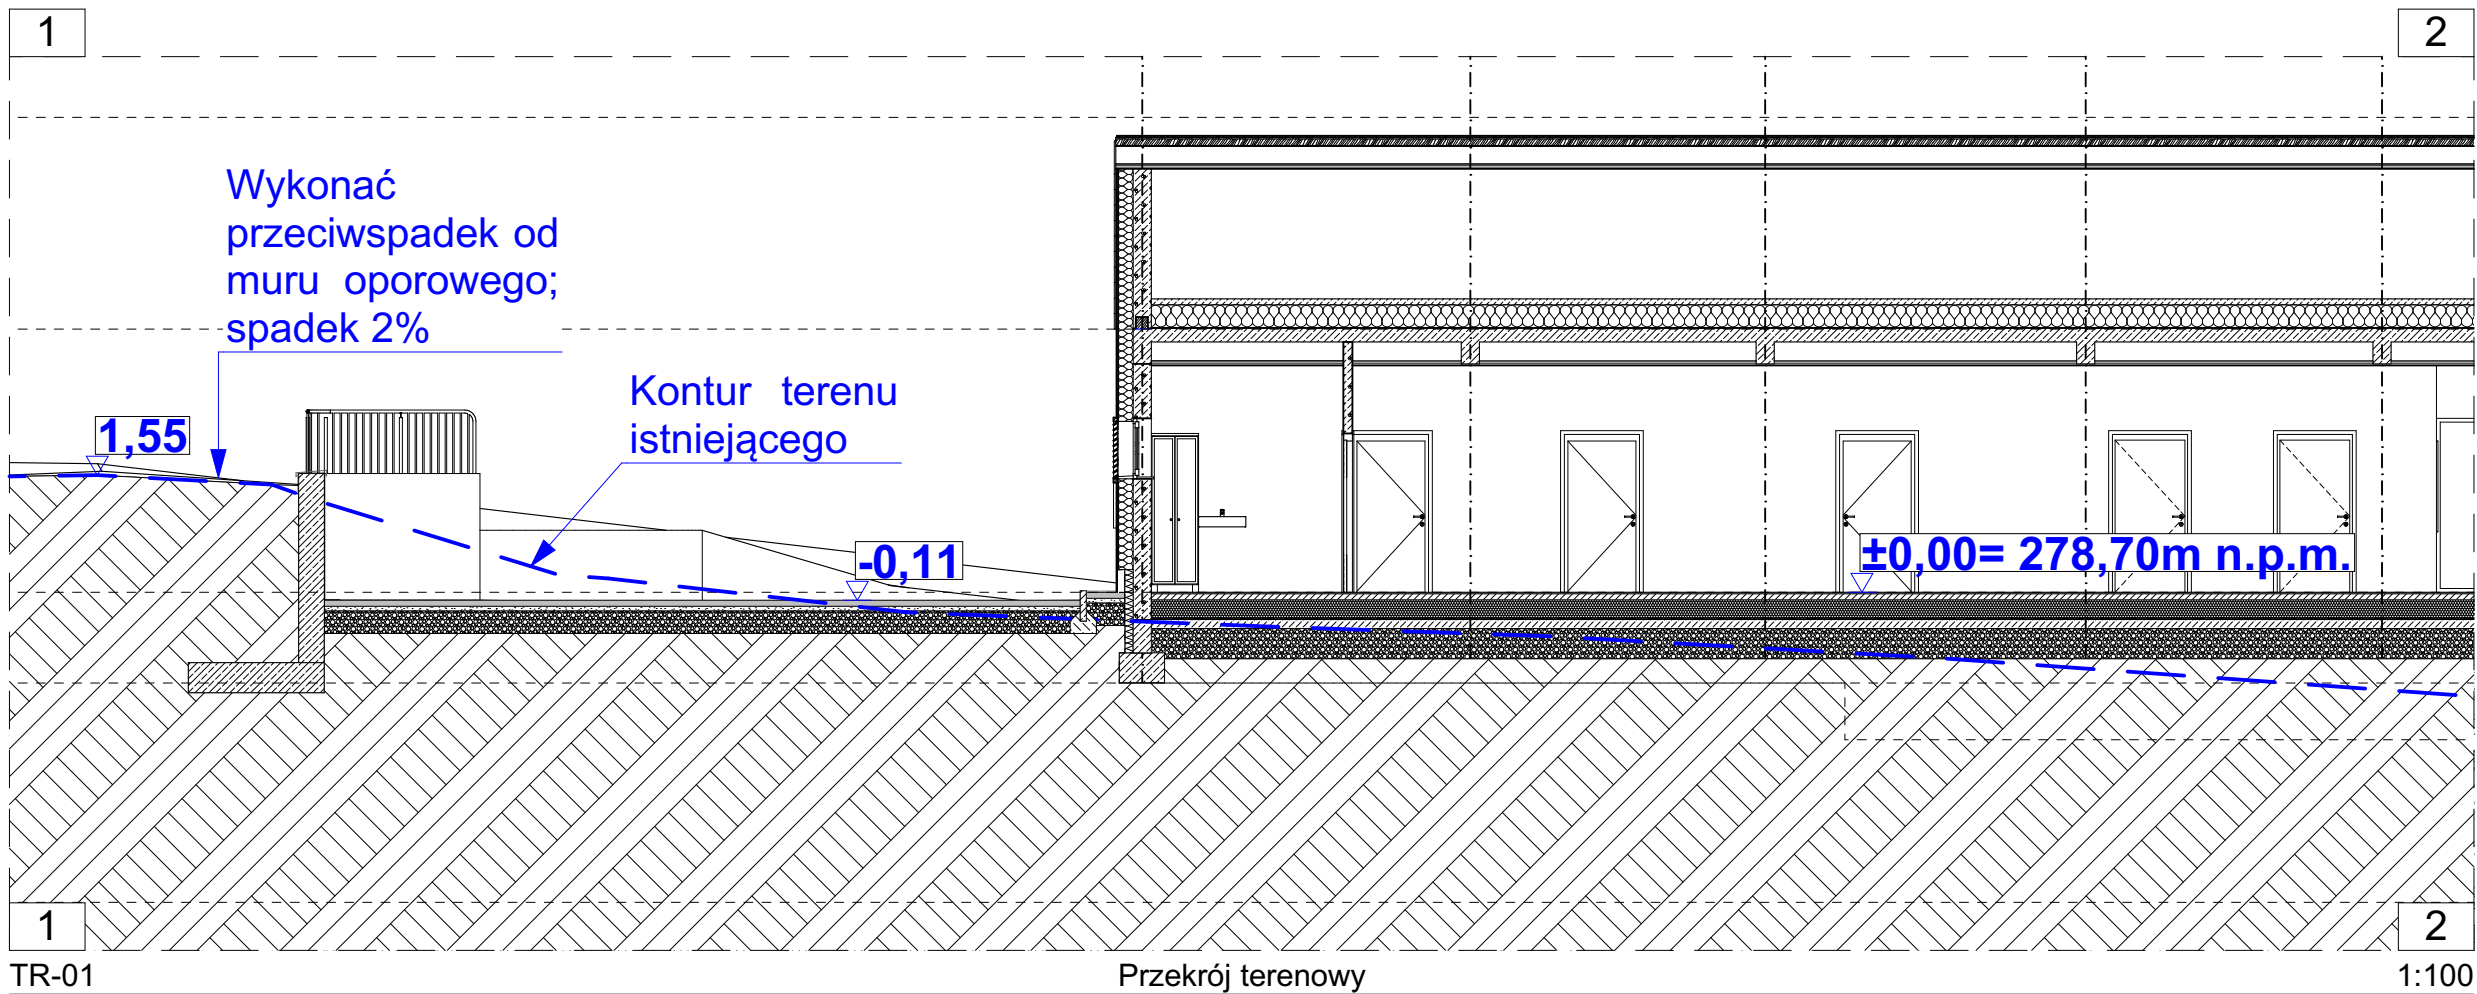 1
2
Wykonać
przeciwspadek od
muru oporowego;
spadek 2%
Kontur terenu
istniejącego
1,55
-0,11
±0,00= 278,70m n.p.m.
1
2
TR-01
Przekrój terenowy
1:100